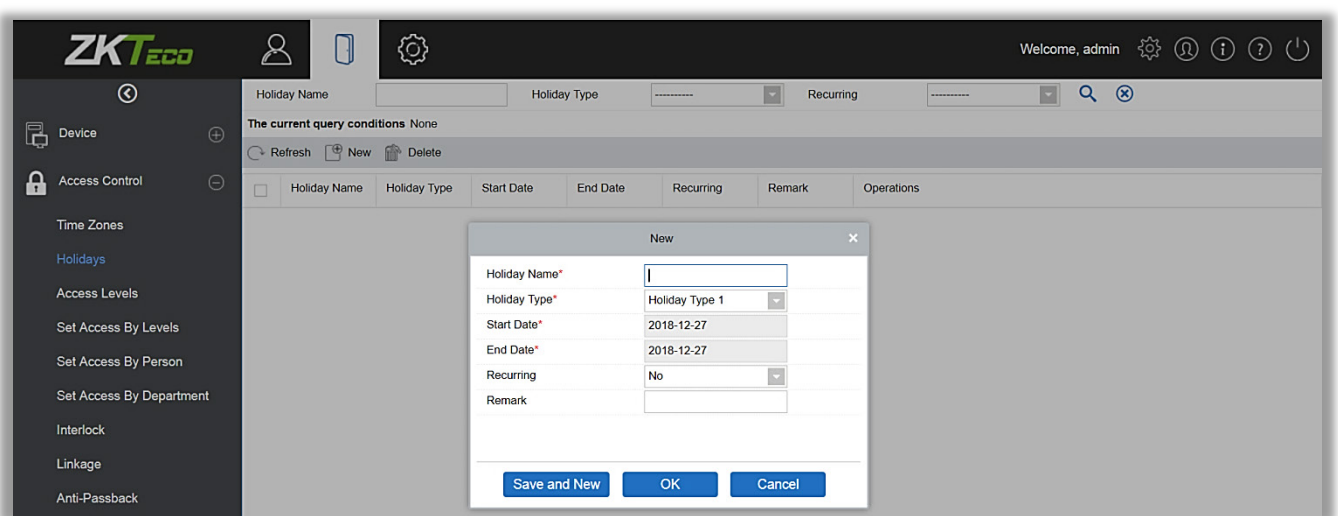 ZKTECO
Welcome, admin
Holiday Name Holiday Type ---------- Recurring ----------
The current query conditions None
Refresh New Delete
Holiday Name Holiday Type Start Date End Date Recurring Remark Operations
Device
Access Control
Time Zones
Holidays
Access Levels
Set Access By Levels
Set Access By Person
Set Access By Department
Interlock
Linkage
Anti-Passback
New
Holiday Name*
Holiday Type* Holiday Type 1
Start Date* 2018-12-27
End Date* 2018-12-27
Recurring No
Remark
Save and New OK Cancel